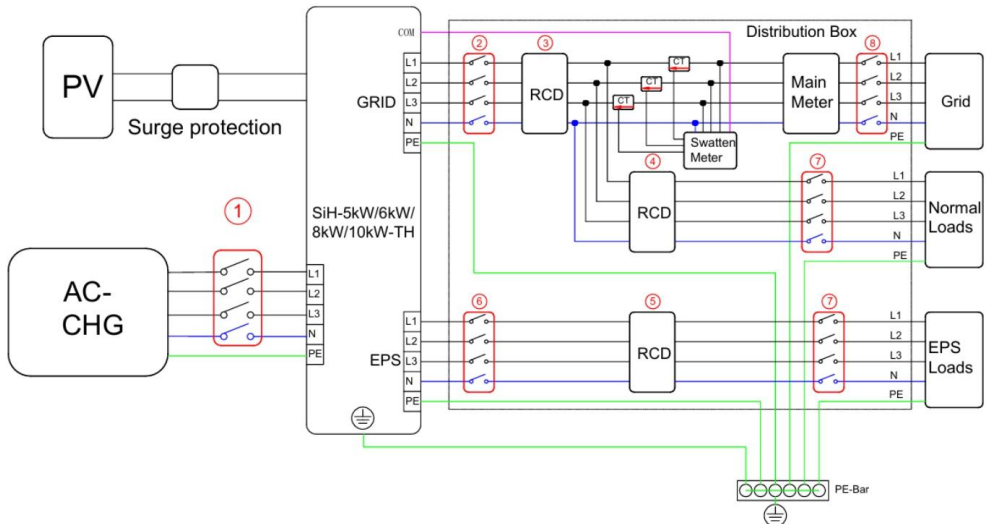 PV
Surge protection
AC-
CHG
①
L1
L2
L3
N
PE
SiH-5kW/6kW/
8kW/10kW-TH
COM
GRID
L1
L2
L3
N
PE
EPS
L1
L2
L3
N
PE
Distribution Box
②
③
RCD
CT
CT
CT
Swatten
Meter
Main
Meter
⑧
L1
L2
L3
N
PE
Grid
④
RCD
⑦
L1
L2
L3
N
PE
Normal
Loads
⑥
⑤
RCD
⑦
L1
L2
L3
N
PE
EPS
Loads
PE-Bar